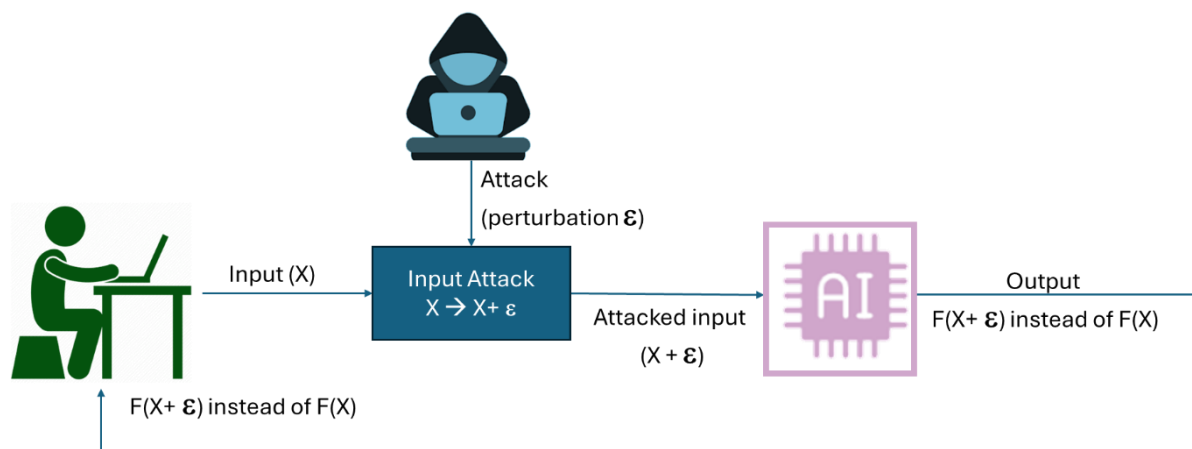 Attack
(perturbation ε)
Input (X)
Input Attack
X → X+ ε
Attacked input
(X + ε)
AI
Output
F(X+ ε) instead of F(X)
F(X+ ε) instead of F(X)